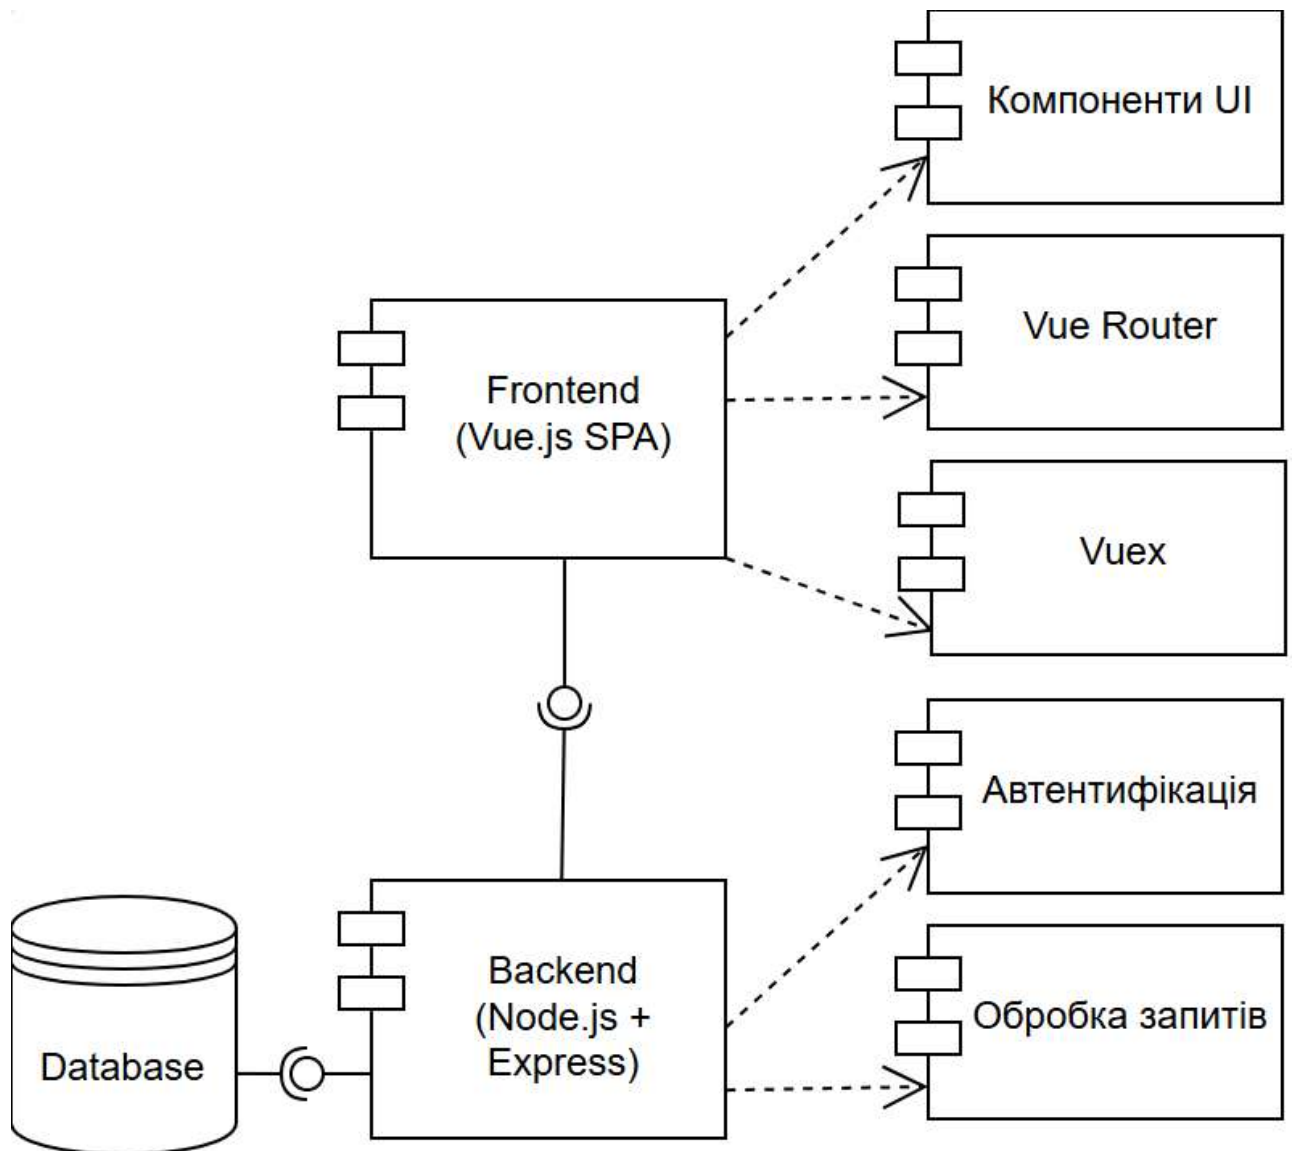 Компоненти UI
Vue Router
Frontend
(Vue.js SPA)
Vuex
Автентифікація
Backend
(Node.js +
Express)
Обробка запитів
Database